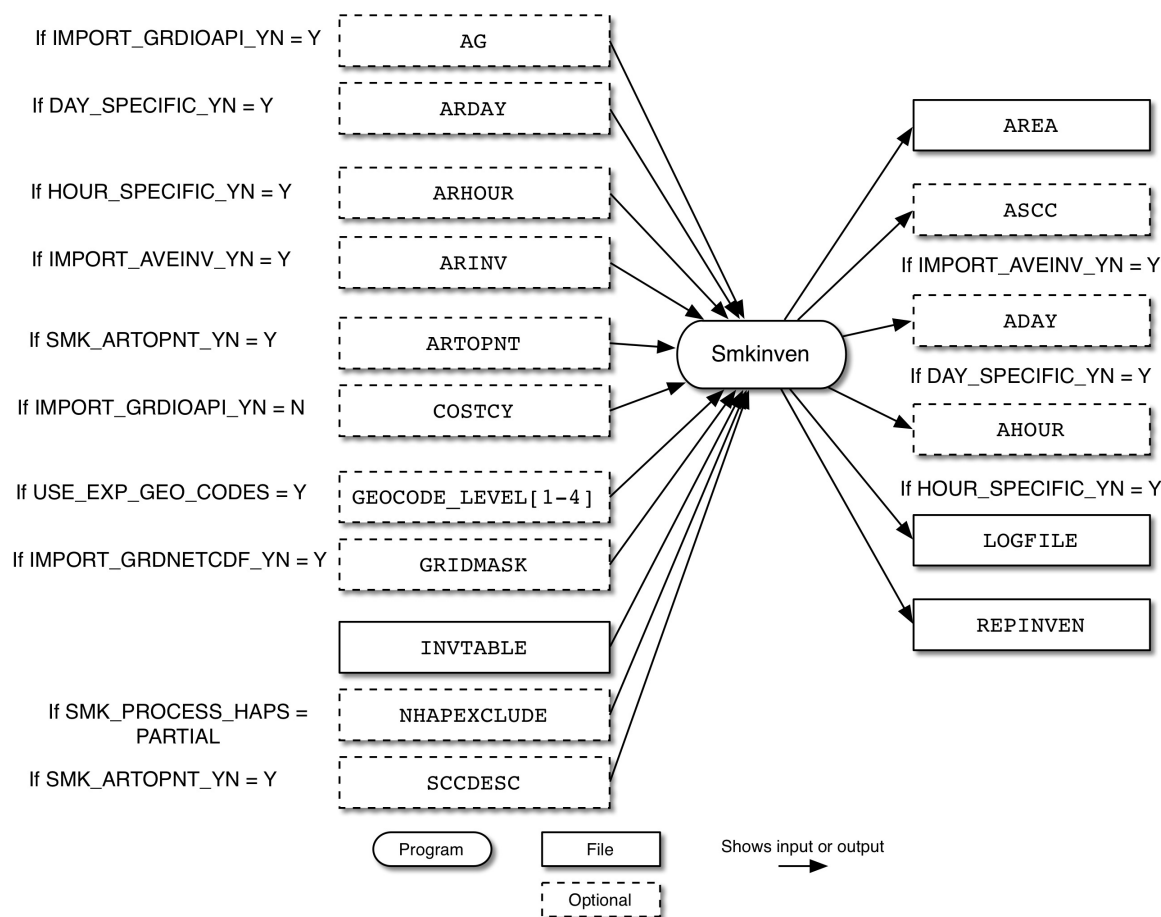 If IMPORT_GRDIOAPI_YN = Y
AG
If DAY_SPECIFIC_YN = Y
ARDAY
If HOUR_SPECIFIC_YN = Y
ARHOUR
If IMPORT_AVEINV_YN = Y
ARINV
If SMK_ARTOPNT_YN = Y
ARTOPNT
If IMPORT_GRDIOAPI_YN = N
COSTCY
If USE_EXP_GEO_CODES = Y
GEOCODE_LEVEL[1-4]
If IMPORT_GRDNETCDF_YN = Y
GRIDMASK
INVTABLE
If SMK_PROCESS_HAPS =
PARTIAL
NHAPEXCLUDE
If SMK_ARTOPNT_YN = Y
SCCDESC
Smkinven
AREA
ASCC
If IMPORT_AVEINV_YN = Y
ADAY
If DAY_SPECIFIC_YN = Y
AHOUR
If HOUR_SPECIFIC_YN = Y
LOGFILE
REPINVEN
Program
File
Optional
Shows input or output